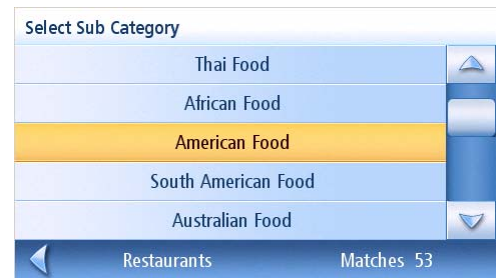 Select Sub Category
Thai Food
African Food
American Food
South American Food
Australian Food
Restaurants Matches 53